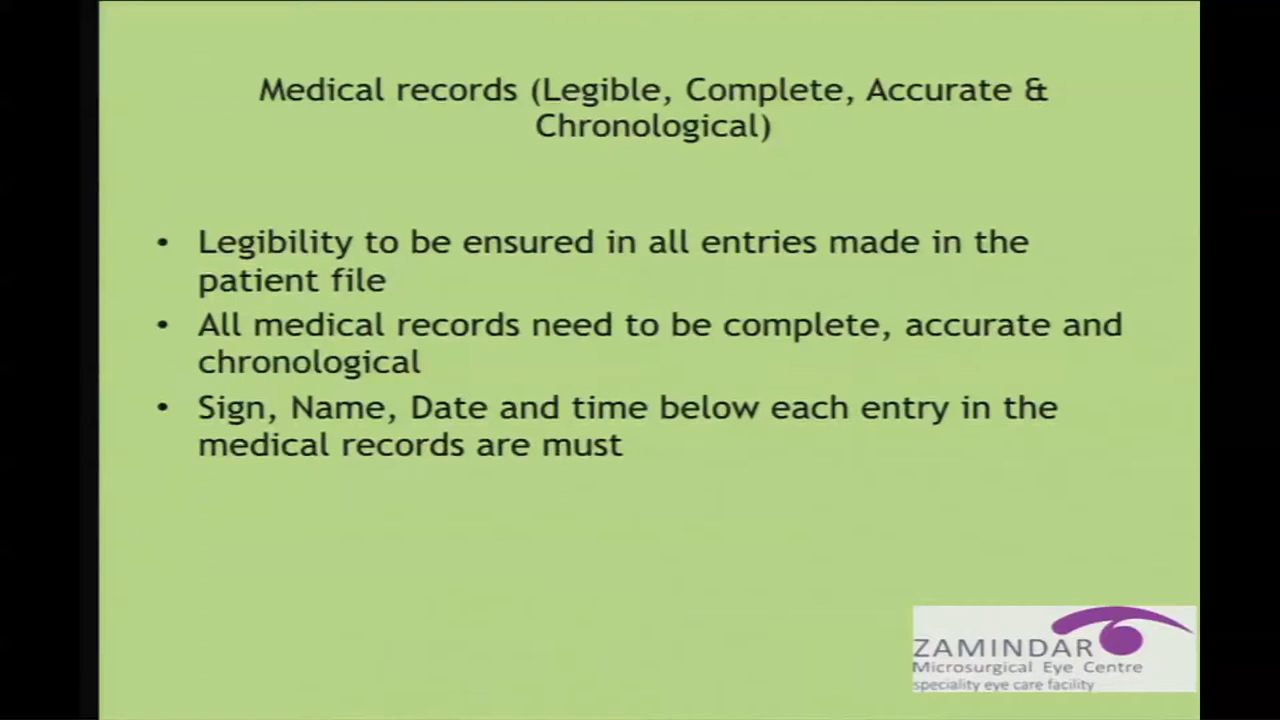 Medical records (Legible, Complete, Accurate &
Chronological)
• Legibility to be ensured in all entries made in the
patient file
• All medical records need to be complete, accurate and
chronological
• Sign, Name, Date and time below each entry in the
medical records are must
ZAMINDAR
Microsurgical Eye Centre
speciality eye care facility